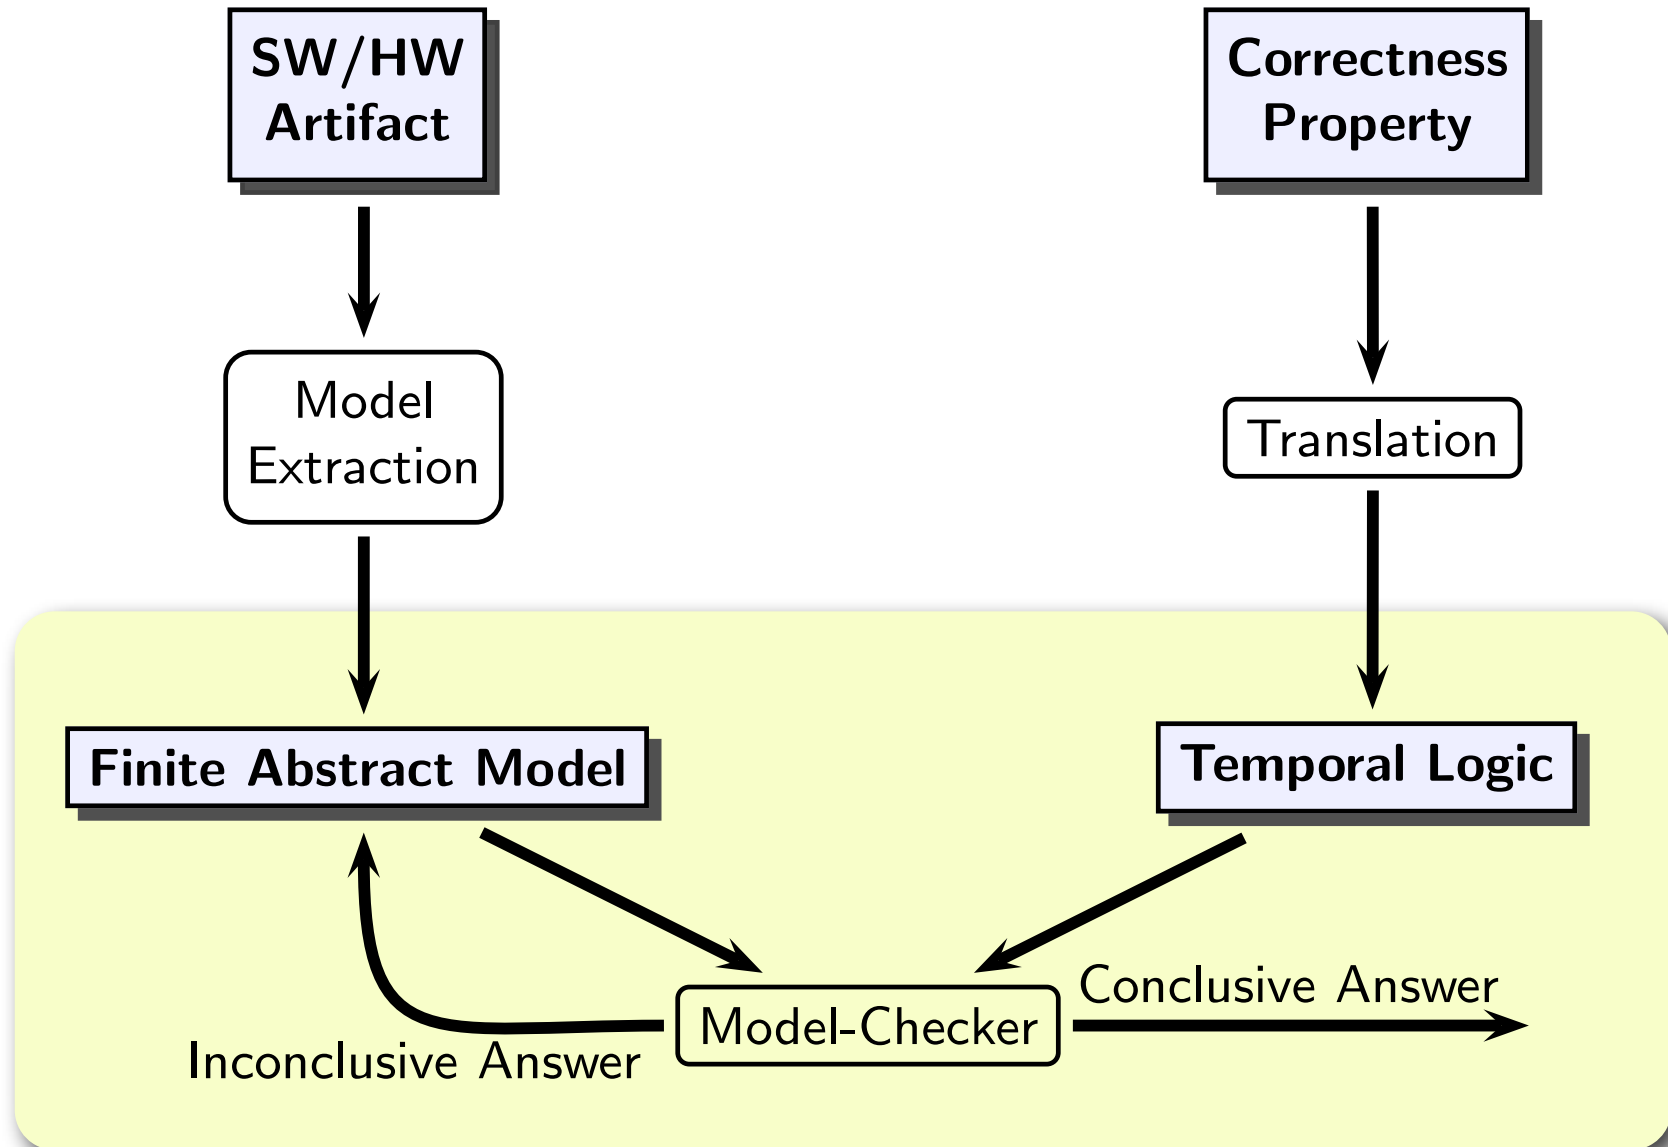 SW/HW
Artifact
Correctness
Property
Model
Extraction
Translation
Finite Abstract Model
Temporal Logic
Conclusive Answer
Model-Checker
Inconclusive Answer